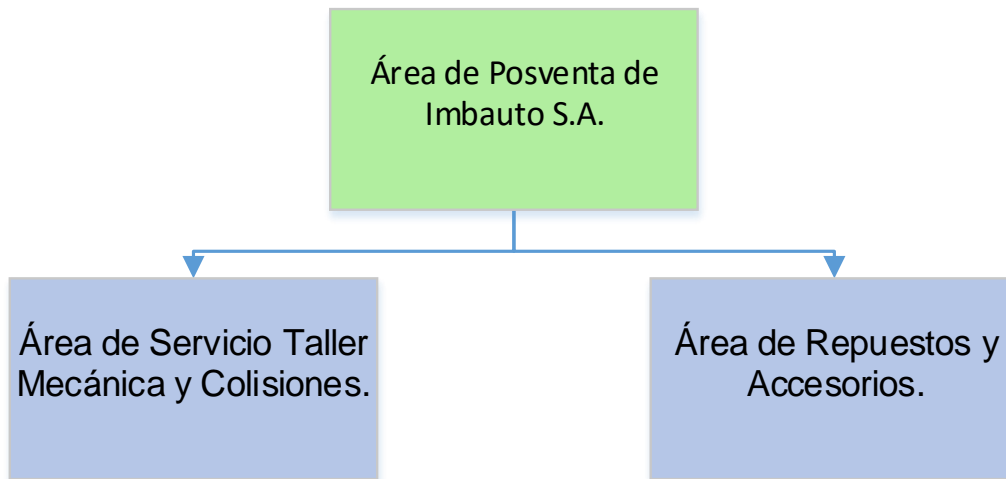 Área de Posventa de
Imbauto S.A.
Área de Servicio Taller
Mecánica y Colisiones.
Área de Repuestos y
Accesorios.